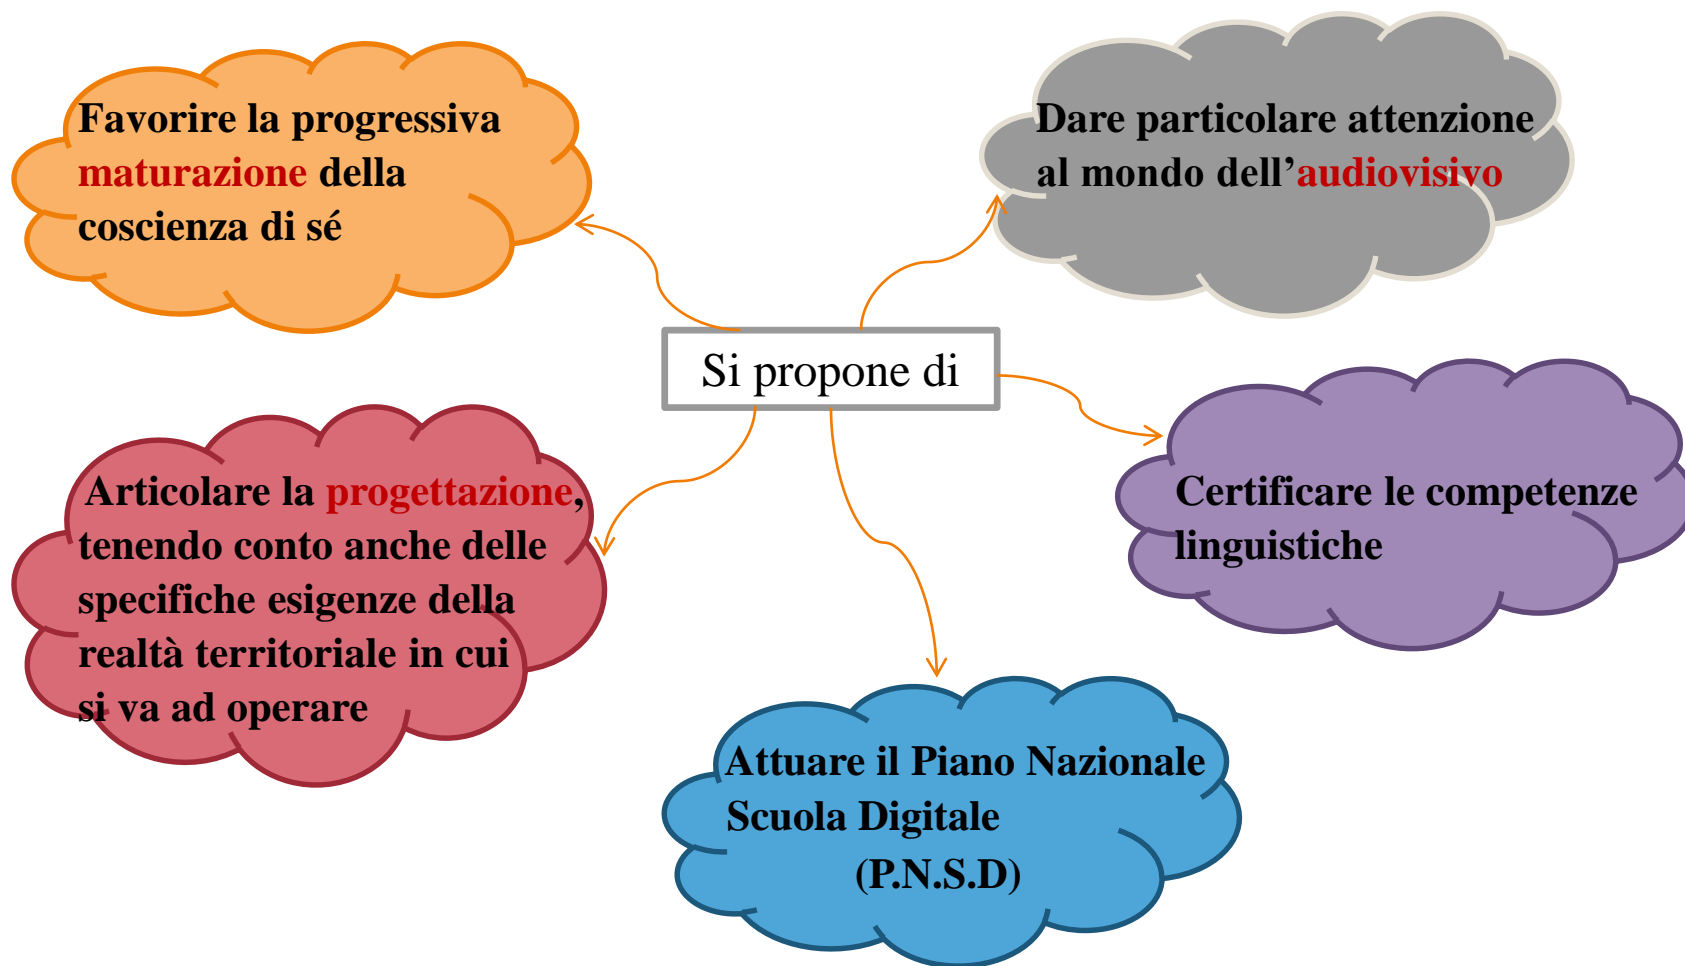 Favorire la progressiva
maturazione della
coscienza di sé
Dare particolare attenzione
al mondo dell’audiovisivo
Si propone di
Articolare la progettazione,
tenendo conto anche delle
specifiche esigenze della
realtà territoriale in cui
si va ad operare
Certificare le competenze
linguistiche
Attuare il Piano Nazionale
Scuola Digitale
(P.N.S.D)